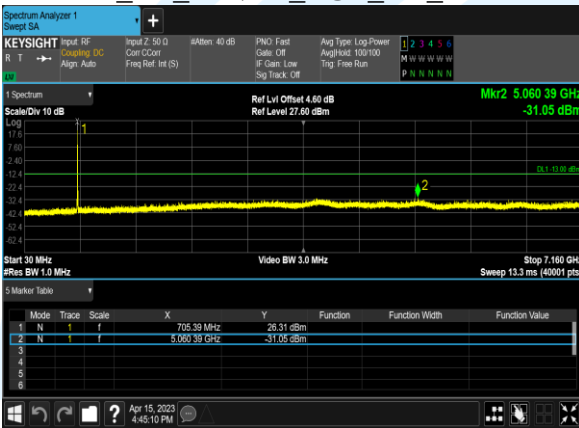 Spectrum Analyzer 1
Swept SA
KEYSIGHT Input: RF Input Z: 50 Ω #Atten: 40 dB PNO: Fast Avg Type: Log-Power 1 2 3 4 5 6
R T Coupling: DC Corr CCorr Gate: Off Avg|Hold: 100/100 M W W W W W
Align: Auto Freq Ref: Int (S) IF Gain: Low Trig: Free Run
Sig Track: Off P N N N N N
LXI
1 Spectrum Ref Lvl Offset 4.60 dB Mkr2 5.060 39 GHz
Scale/Div 10 dB Ref Level 27.60 dBm -31.05 dBm
Log
17.6
1
7.60
-2.40
DL1 -13.00 dBm
-12.4
-22.4
2
-32.4
-42.4
-52.4
-62.4
Start 30 MHz Video BW 3.0 MHz Stop 7.160 GHz
#Res BW 1.0 MHz Sweep 13.3 ms (40001 pts)
5 Marker Table
Mode Trace Scale X Y Function Function Width Function Value
1 N 1 f 705.39 MHz 26.31 dBm
2 N 1 f 5.060 39 GHz -31.05 dBm
3
4
5
6
? Apr 15, 2023
4:45:10 PM